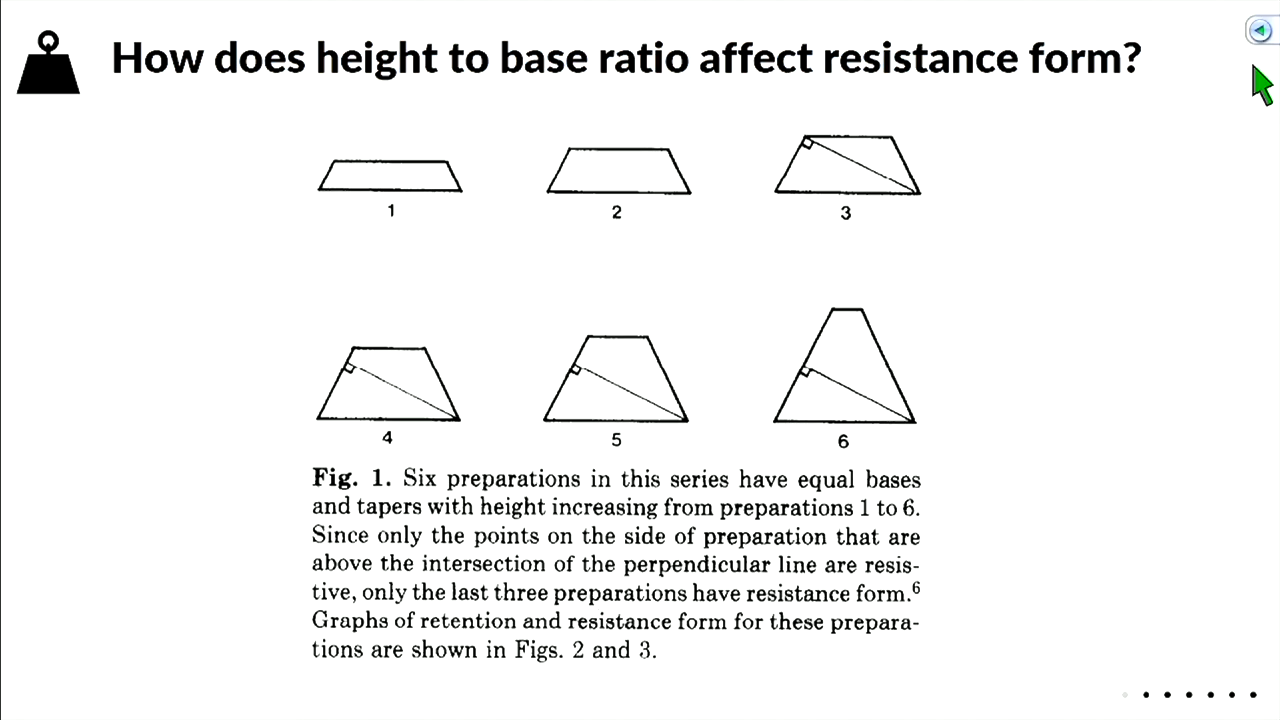 How does height to base ratio affect resistance form?
1
2
3
4
5
6
Fig. 1. Six preparations in this series have equal bases
and tapers with height increasing from preparations 1 to 6.
Since only the points on the side of preparation that are
above the intersection of the perpendicular line are resis-
tive, only the last three preparations have resistance form.⁶
Graphs of retention and resistance form for these prepara-
tions are shown in Figs. 2 and 3.